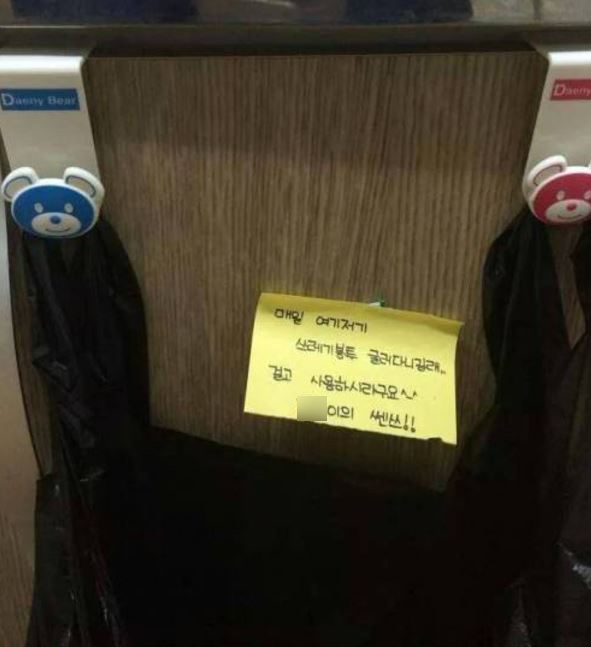 Daeny Bear
Daeny
매일 여기저기
쓰레기봉투 굴러다니길래..
걸고 사용하시라구요^^
이의 쎈쓰!!